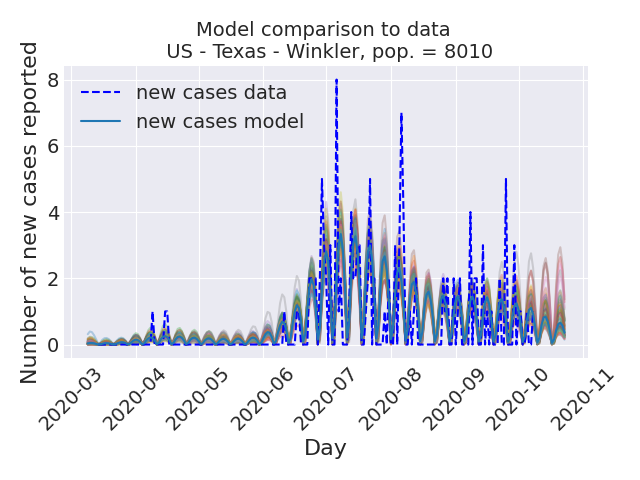 Model comparison to data
US - Texas - Winkler, pop. = 8010
Number of new cases reported
8
6
4
2
0
new cases data
new cases model
2020-03
2020-04
2020-05
2020-06
2020-07
2020-08
2020-09
2020-10
2020-11
Day